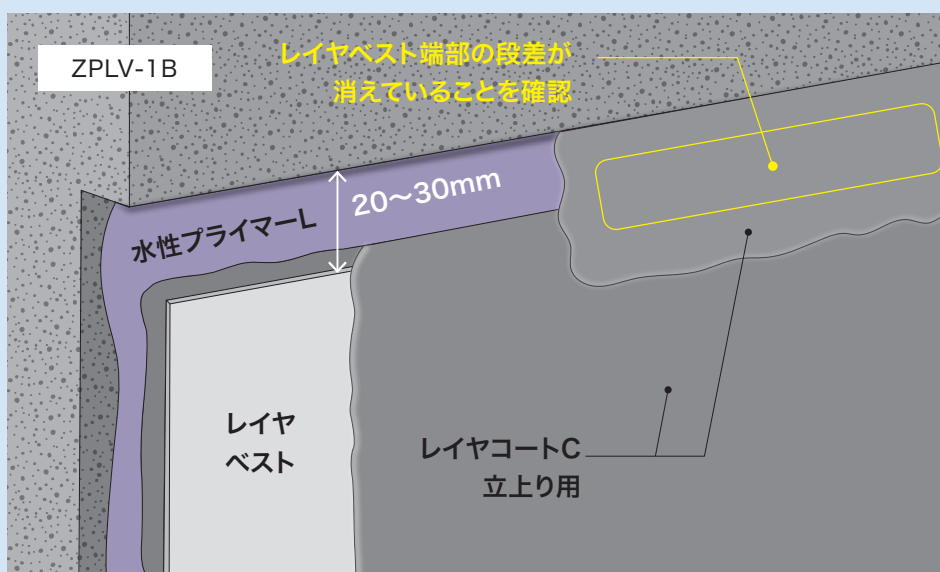 ZPLV-1B
レイヤベスト端部の段差が
消えていることを確認
20〜30mm
水性プライマーL
レイヤ
ベスト
レイヤコートC
立上り用